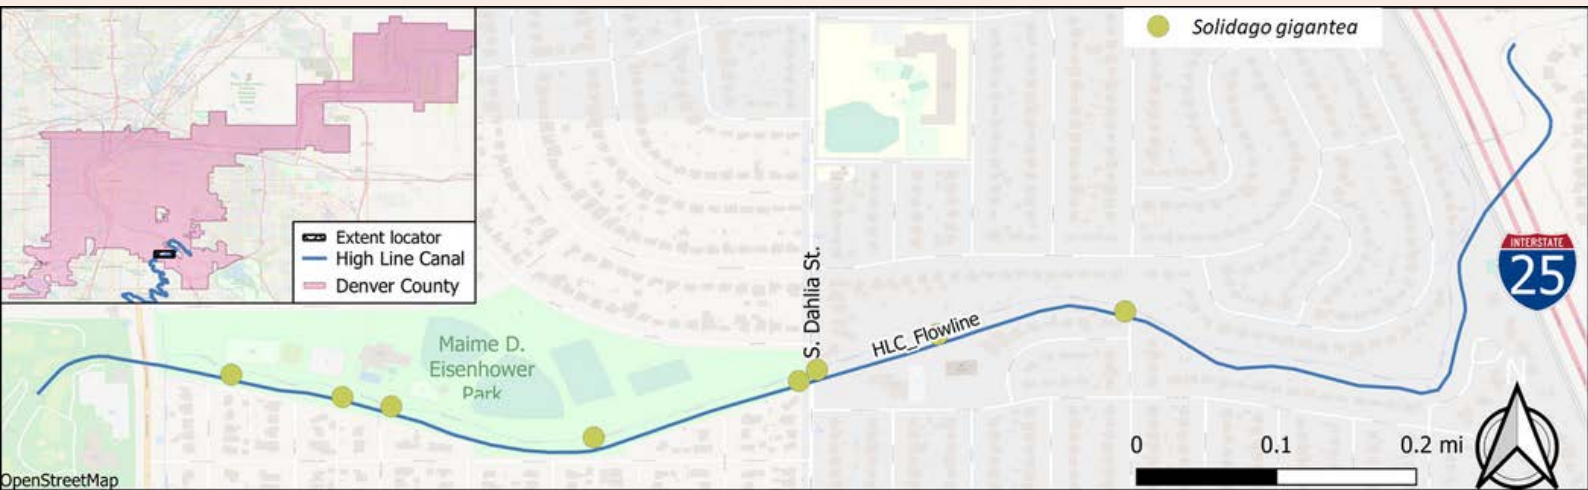 Solidago gigantea
Extent locator
High Line Canal
Denver County
S. Dahlia St.
INTERSTATE
25
HLC_Flowline
Maime D.
Eisenhower
Park
0 0.1 0.2 mi
OpenStreetMap